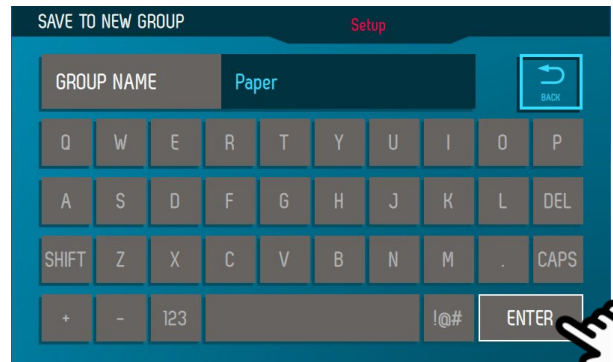 SAVE TO NEW GROUP Setup
GROUP NAME Paper BACK
Q W E R T Y U I O P
A S D F G H J K L DEL
SHIFT Z X C V B N M . CAPS
+ - 123 !@# ENTER